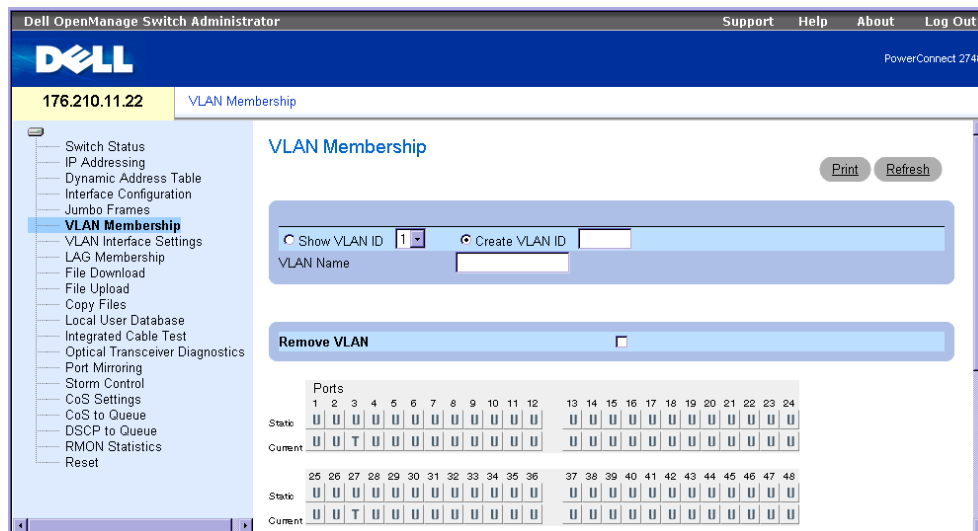 Dell OpenManage Switch Administrator Support Help About Log Out
DELL
PowerConnect 2748
176.210.11.22 VLAN Membership
Switch Status
IP Addressing
Dynamic Address Table
Interface Configuration
Jumbo Frames
VLAN Membership
VLAN Interface Settings
LAG Membership
File Download
File Upload
Copy Files
Local User Database
Integrated Cable Test
Optical Transceiver Diagnostics
Port Mirroring
Storm Control
CoS Settings
CoS to Queue
DSCP to Queue
RMON Statistics
Reset
VLAN Membership
Print Refresh
Show VLAN ID 1 Create VLAN ID
VLAN Name
Remove VLAN
Ports
1 2 3 4 5 6 7 8 9 10 11 12 13 14 15 16 17 18 19 20 21 22 23 24
Static U U U U U U U U U U U U U U U U U U U U U U U U
Current U U T U U U U U U U U U U U U U U U U U U U U U
25 26 27 28 29 30 31 32 33 34 35 36 37 38 39 40 41 42 43 44 45 46 47 48
Static U U U U U U U U U U U U U U U U U U U U U U U U
Current U U T U U U U U U U U U U U U U U U U U U U U U